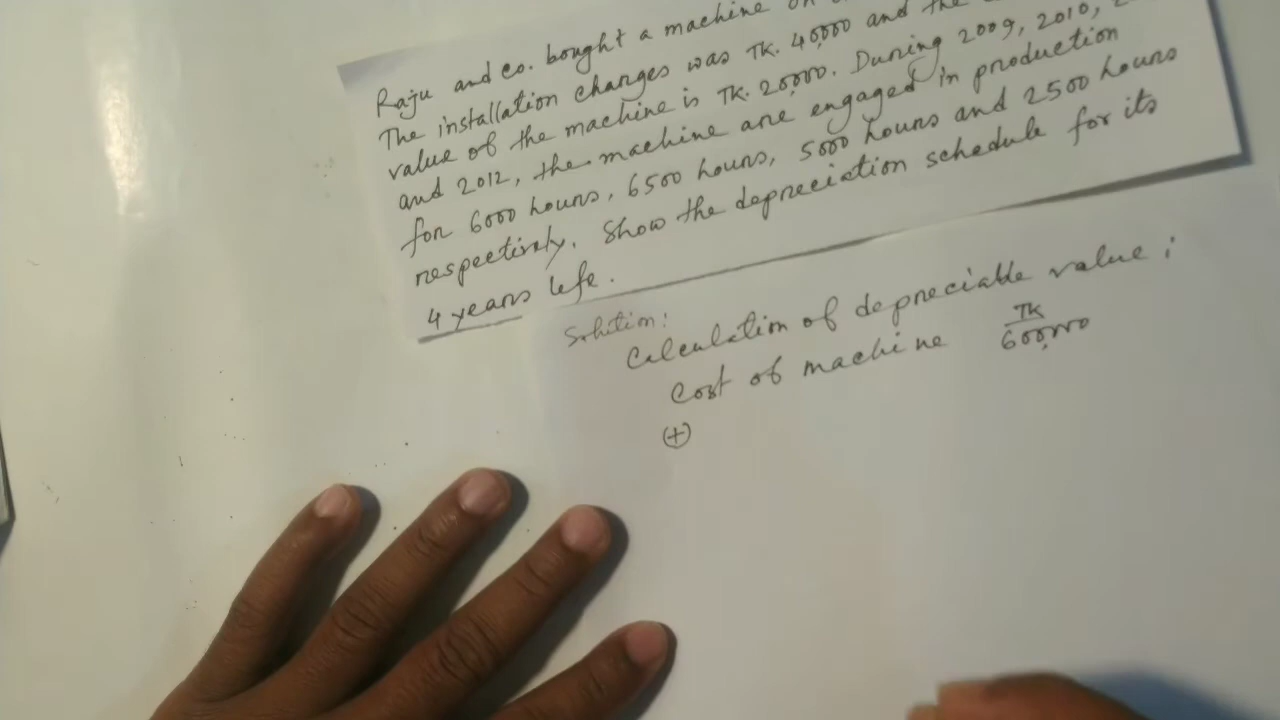 Raju and co. bought a machine on
The installation charges was TK. 40,000 and the
value of the machine is TK. 20,000. During 2009, 2010,
and 2012, the machine are engaged in production
for 6000 hours, 6500 hours, 5000 hours and 2500 hours
respectively. Show the depreciation schedule for its
4 years life.
Solution:
Calculation of depreciable value:
TK
Cost of machine 600,000
(+)